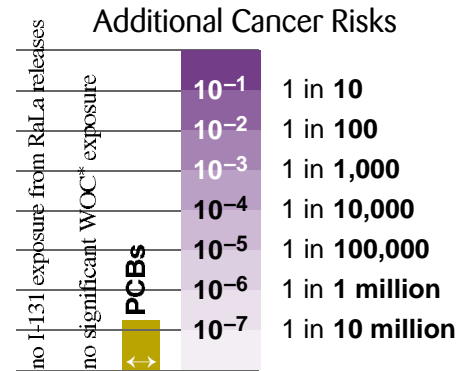 Additional Cancer Risks
no I-131 exposure from RaLa releases
no significant WOC* exposure
PCBs
10–1 1 in 10
10–2 1 in 100
10–3 1 in 1,000
10–4 1 in 10,000
10–5 1 in 100,000
10–6 1 in 1 million
10–7 1 in 10 million